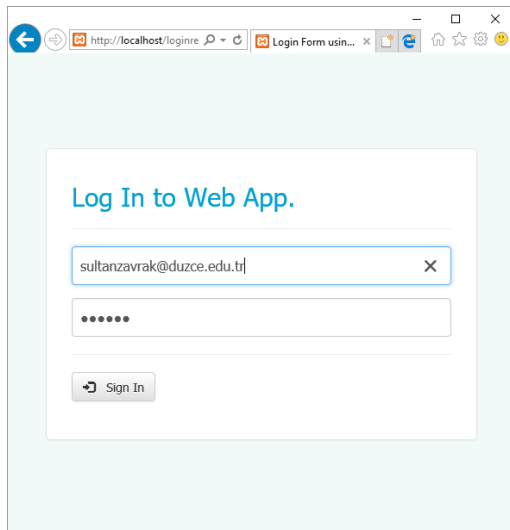 http://localhost/loginre
Login Form usin...
Log In to Web App.
sultanzavrak@duzce.edu.tr
••••••
Sign In